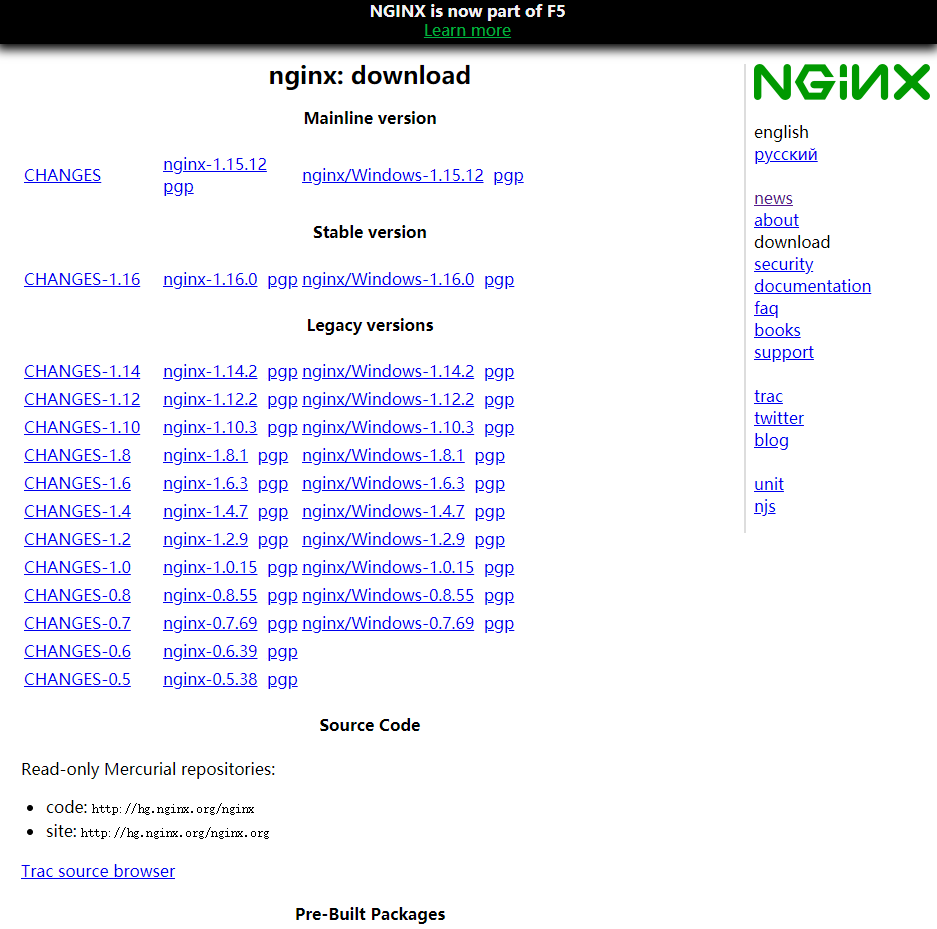 NGINX is now part of F5
Learn more
nginx: download
Mainline version
CHANGES nginx-1.15.12 pgp nginx/Windows-1.15.12 pgp
Stable version
CHANGES-1.16 nginx-1.16.0 pgp nginx/Windows-1.16.0 pgp
Legacy versions
CHANGES-1.14 nginx-1.14.2 pgp nginx/Windows-1.14.2 pgp
CHANGES-1.12 nginx-1.12.2 pgp nginx/Windows-1.12.2 pgp
CHANGES-1.10 nginx-1.10.3 pgp nginx/Windows-1.10.3 pgp
CHANGES-1.8 nginx-1.8.1 pgp nginx/Windows-1.8.1 pgp
CHANGES-1.6 nginx-1.6.3 pgp nginx/Windows-1.6.3 pgp
CHANGES-1.4 nginx-1.4.7 pgp nginx/Windows-1.4.7 pgp
CHANGES-1.2 nginx-1.2.9 pgp nginx/Windows-1.2.9 pgp
CHANGES-1.0 nginx-1.0.15 pgp nginx/Windows-1.0.15 pgp
CHANGES-0.8 nginx-0.8.55 pgp nginx/Windows-0.8.55 pgp
CHANGES-0.7 nginx-0.7.69 pgp nginx/Windows-0.7.69 pgp
CHANGES-0.6 nginx-0.6.39 pgp
CHANGES-0.5 nginx-0.5.38 pgp
Source Code
Read-only Mercurial repositories:
• code: http://hg.nginx.org/nginx
• site: http://hg.nginx.org/nginx.org
Trac source browser
Pre-Built Packages
NGINX
english
русский
news
about
download
security
documentation
faq
books
support
trac
twitter
blog
unit
njs